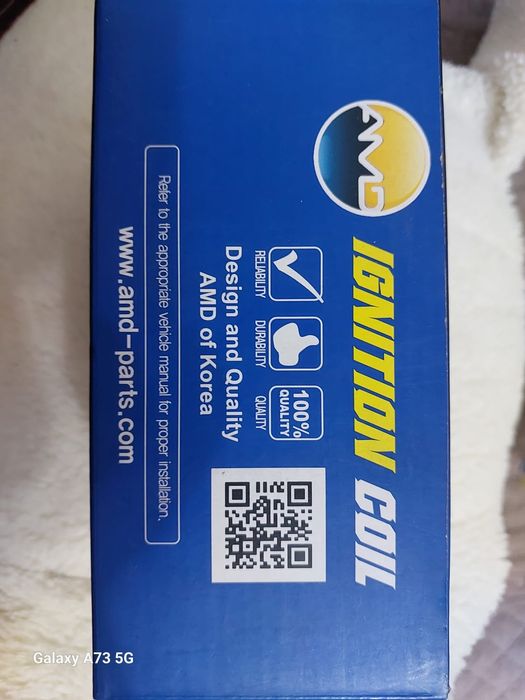 AMD
IGNITION COIL
RELIABILITY
DURABILITY
100%
QUALITY
QUALITY
Design and Quality
AMD of Korea
Refer to the appropriate vehicle manual for proper installation.
www.amd-parts.com
Galaxy A73 5G